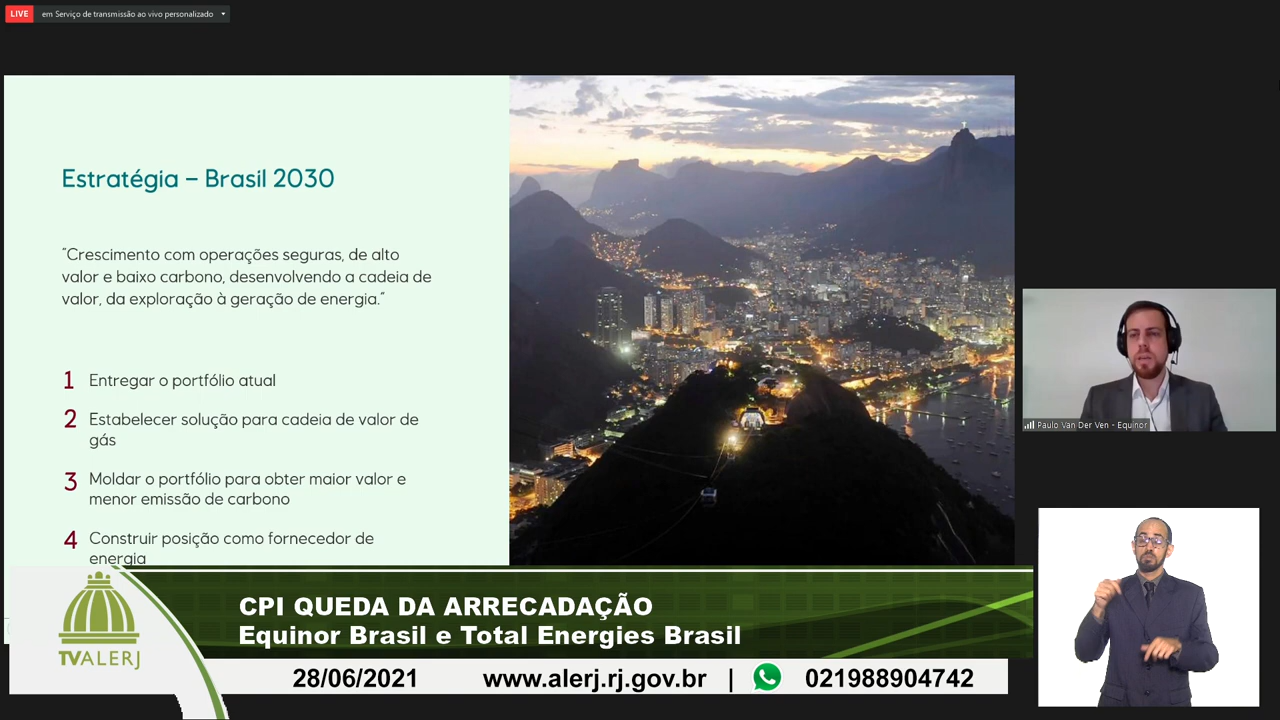 LIVE em Serviço de transmissão ao vivo personalizado
Estratégia – Brasil 2030
“Crescimento com operações seguras, de alto
valor e baixo carbono, desenvolvendo a cadeia de
valor, da exploração à geração de energia.”
1 Entregar o portfólio atual
2 Estabelecer solução para cadeia de valor de
gás
3 Moldar o portfólio para obter maior valor e
menor emissão de carbono
4 Construir posição como fornecedor de
energia
Paulo Van Der Ven - Equinor
TVALERJ
CPI QUEDA DA ARRECADAÇÃO
Equinor Brasil e Total Energies Brasil
28/06/2021 www.alerj.rj.gov.br | 021988904742